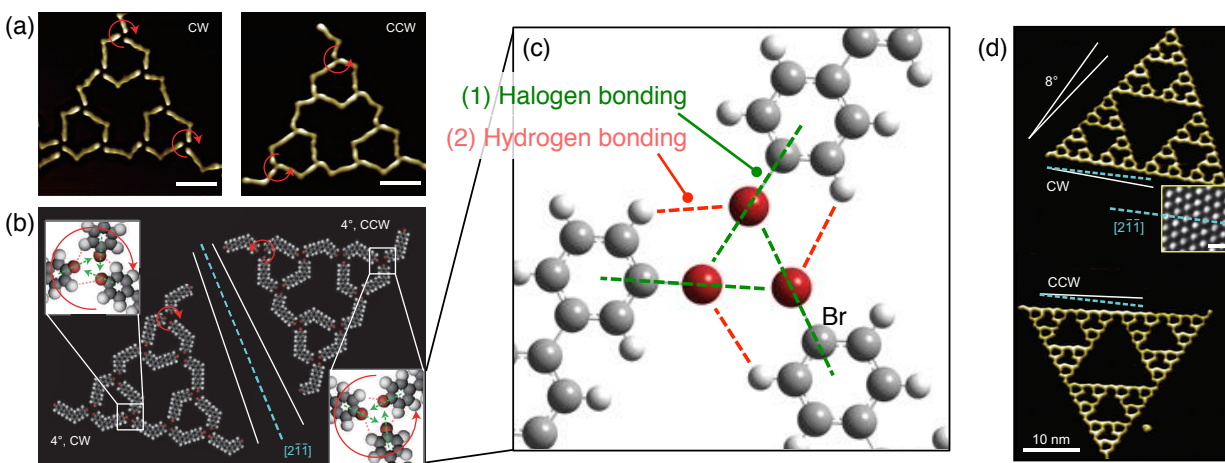 (a)
CW
CCW
(b)
4°, CCW
4°, CW
[21̄1̄]
(c)
(1) Halogen bonding
(2) Hydrogen bonding
Br
(d)
8°
CW
[21̄1̄]
CCW
10 nm